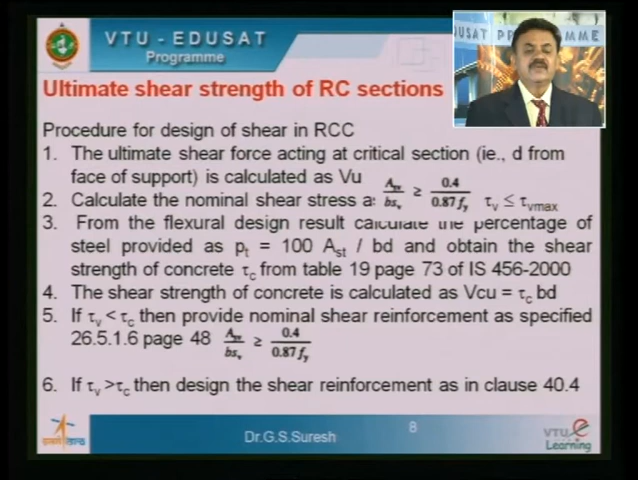 VTU - EDUSAT
Programme
DUSAT PR   MME
Ultimate shear strength of RC sections
Procedure for design of shear in RCC
1. The ultimate shear force acting at critical section (ie., d from
face of support) is calculated as Vu
2. Calculate the nominal shear stress as Asv/bsv ≥ 0.4/0.87fy τv ≤ τvmax
3. From the flexural design result calculate the percentage of
steel provided as pt = 100 Ast / bd and obtain the shear
strength of concrete τc from table 19 page 73 of IS 456-2000
4. The shear strength of concrete is calculated as Vcu = τc bd
5. If τv < τc then provide nominal shear reinforcement as specified
26.5.1.6 page 48 Asv/bsv ≥ 0.4/0.87fy
6. If τv >τc then design the shear reinforcement as in clause 40.4
Dr.G.S.Suresh
8
VTU e
Learning